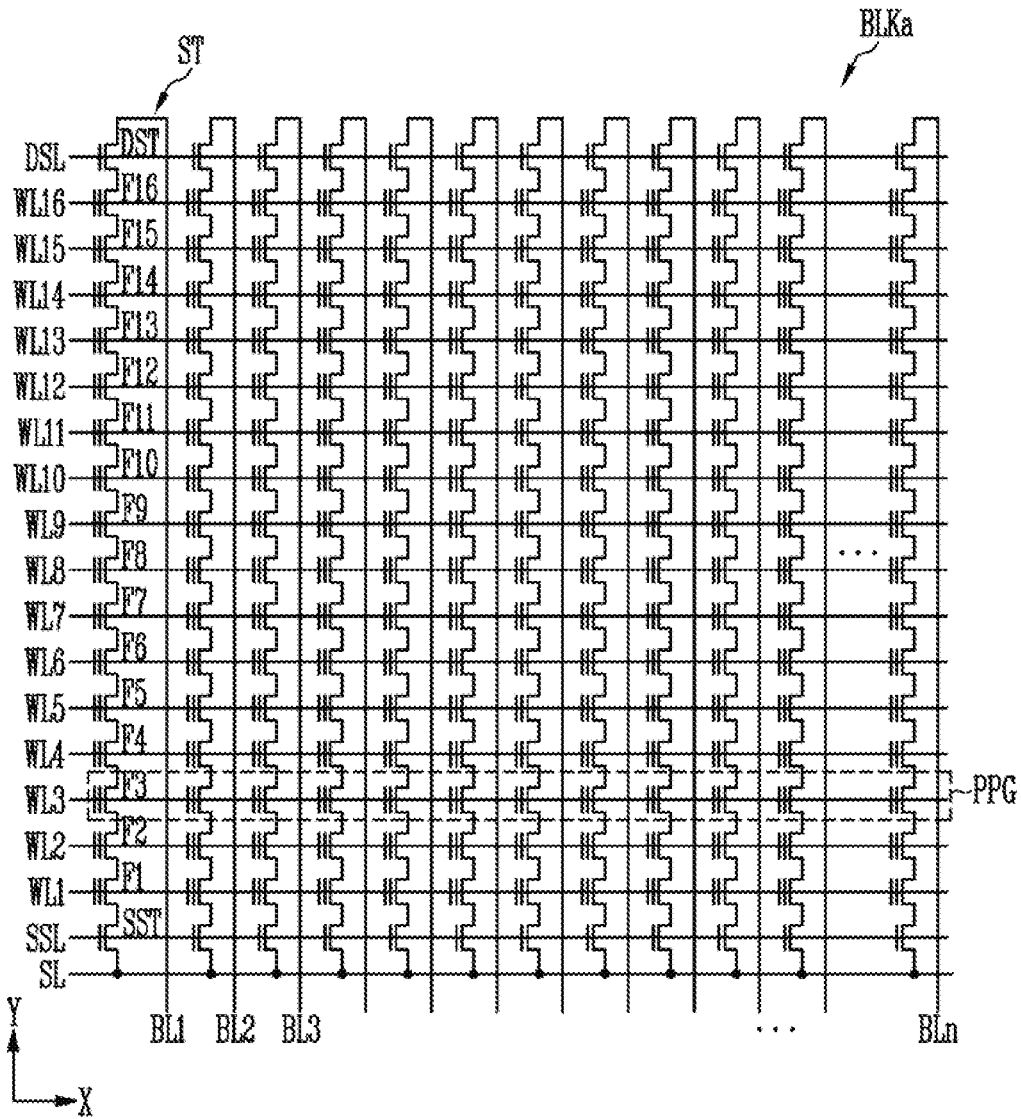 BLKa
ST
DSL DST
WL16 F16
WL15 F15
WL14 F14
WL13 F13
WL12 F12
WL11 F11
WL10 F10
WL9 F9
WL8 F8 ...
WL7 F7
WL6 F6
WL5 F5
WL4 F4
WL3 F3 PPG
WL2 F2
WL1 F1
SSL SST
SL
BL1 BL2 BL3 ... BLn
Y
X